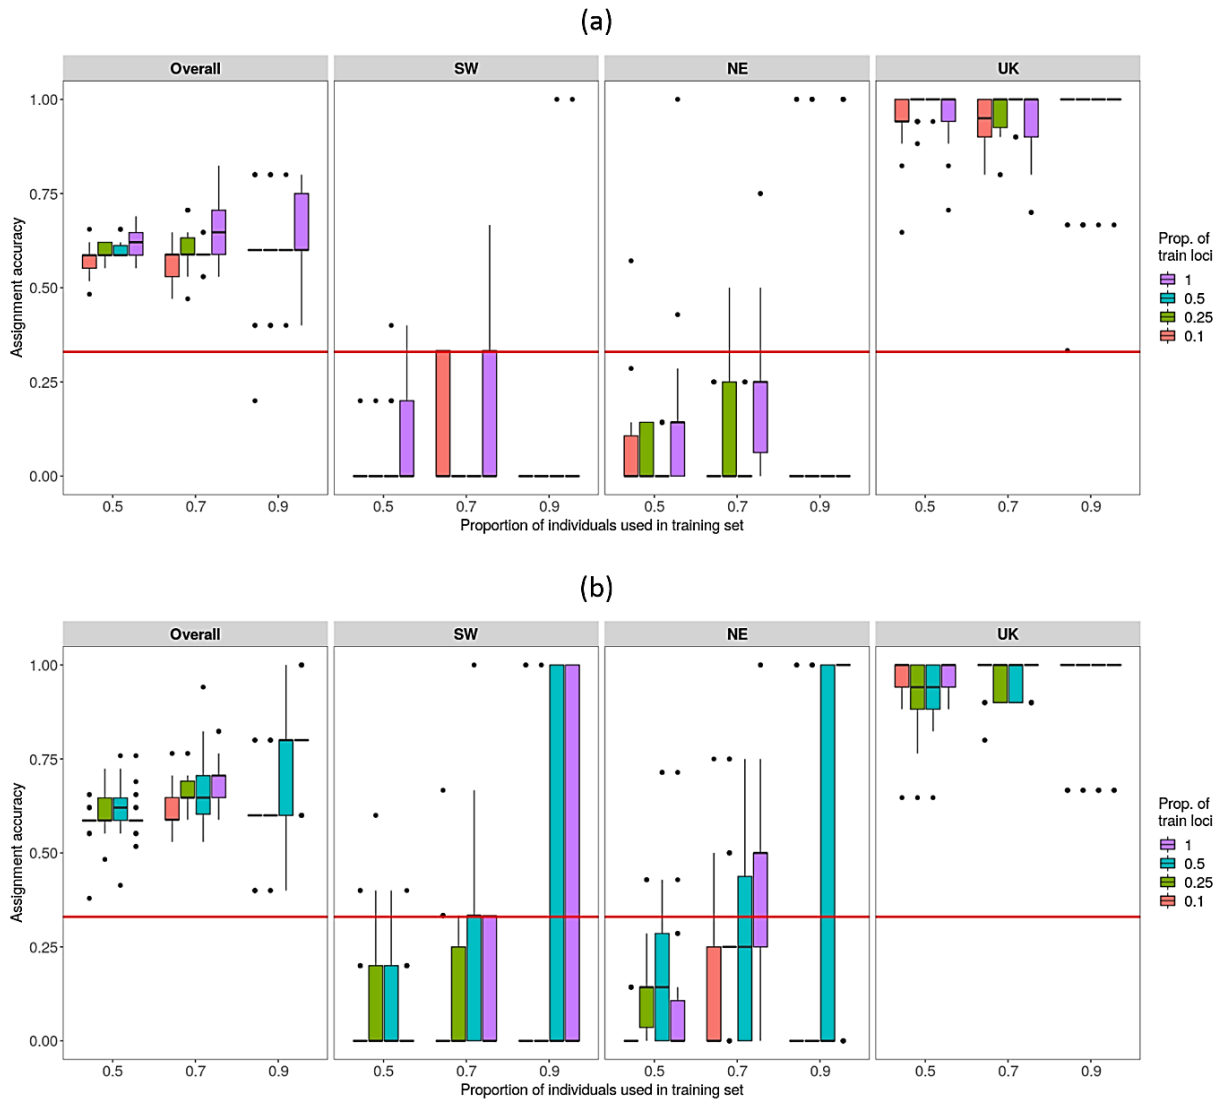 (a)
Overall SW NE UK
1.00
0.75
0.50
0.25
0.00
Assignment accuracy
0.5 0.7 0.9 0.5 0.7 0.9 0.5 0.7 0.9 0.5 0.7 0.9
Proportion of individuals used in training set
Prop. of
train loci
1
0.5
0.25
0.1
(b)
Overall SW NE UK
1.00
0.75
0.50
0.25
0.00
Assignment accuracy
0.5 0.7 0.9 0.5 0.7 0.9 0.5 0.7 0.9 0.5 0.7 0.9
Proportion of individuals used in training set
Prop. of
train loci
1
0.5
0.25
0.1